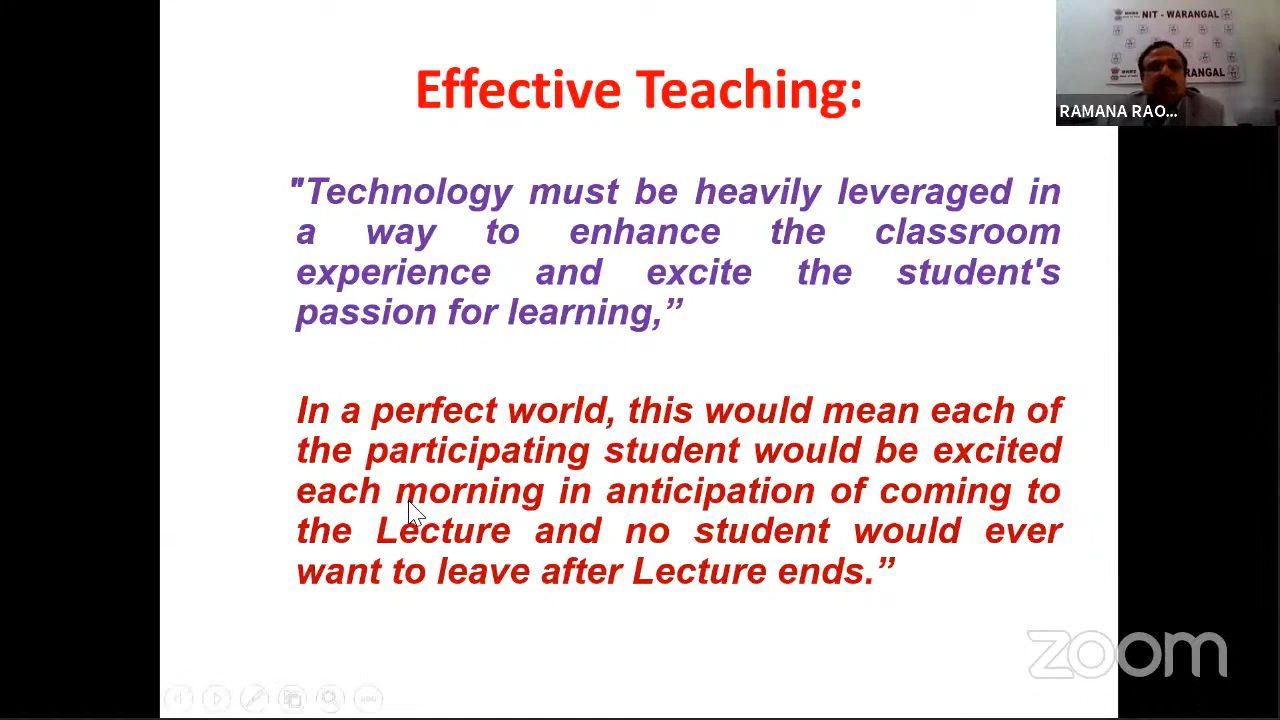 Effective Teaching:
"Technology must be heavily leveraged in
a way to enhance the classroom
experience and excite the student's
passion for learning,”
In a perfect world, this would mean each of
the participating student would be excited
each morning in anticipation of coming to
the Lecture and no student would ever
want to leave after Lecture ends.”
NIT - WARANGAL
RAMANA RAO...
zoom